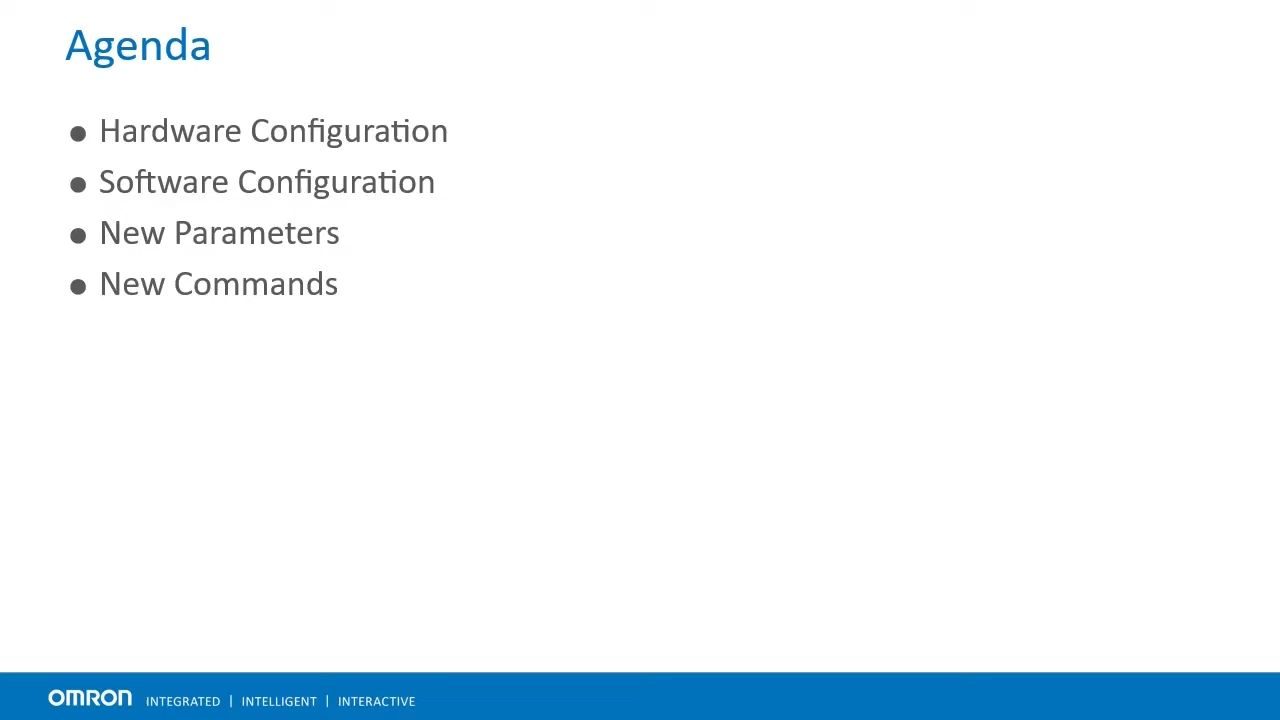 Agenda
● Hardware Configuration
● Software Configuration
● New Parameters
● New Commands
OMRON INTEGRATED | INTELLIGENT | INTERACTIVE